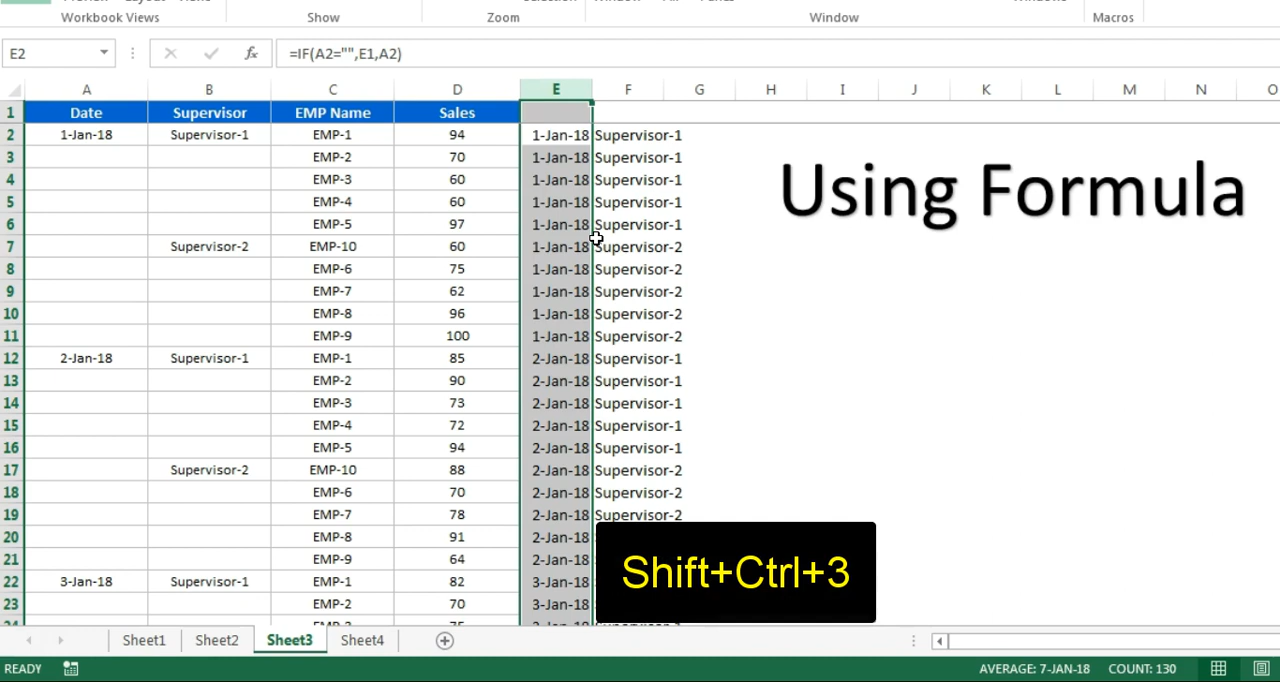 Workbook Views Show Zoom Window Macros
E2 fx =IF(A2="",E1,A2)
A B C D E F G H I J K L M N O
1 Date Supervisor EMP Name Sales
2 1-Jan-18 Supervisor-1 EMP-1 94 1-Jan-18 Supervisor-1
3 EMP-2 70 1-Jan-18 Supervisor-1
4 EMP-3 60 1-Jan-18 Supervisor-1
5 EMP-4 60 1-Jan-18 Supervisor-1
6 EMP-5 97 1-Jan-18 Supervisor-1
7 Supervisor-2 EMP-10 60 1-Jan-18 Supervisor-2
8 EMP-6 75 1-Jan-18 Supervisor-2
9 EMP-7 62 1-Jan-18 Supervisor-2
10 EMP-8 96 1-Jan-18 Supervisor-2
11 EMP-9 100 1-Jan-18 Supervisor-2
12 2-Jan-18 Supervisor-1 EMP-1 85 2-Jan-18 Supervisor-1
13 EMP-2 90 2-Jan-18 Supervisor-1
14 EMP-3 73 2-Jan-18 Supervisor-1
15 EMP-4 72 2-Jan-18 Supervisor-1
16 EMP-5 94 2-Jan-18 Supervisor-1
17 Supervisor-2 EMP-10 88 2-Jan-18 Supervisor-2
18 EMP-6 70 2-Jan-18 Supervisor-2
19 EMP-7 78 2-Jan-18 Supervisor-2
20 EMP-8 91 2-Jan-18
21 EMP-9 64 2-Jan-18
22 3-Jan-18 Supervisor-1 EMP-1 82 3-Jan-18
23 EMP-2 70 3-Jan-18
Using Formula
Shift+Ctrl+3
Sheet1 Sheet2 Sheet3 Sheet4
READY AVERAGE: 7-JAN-18 COUNT: 130